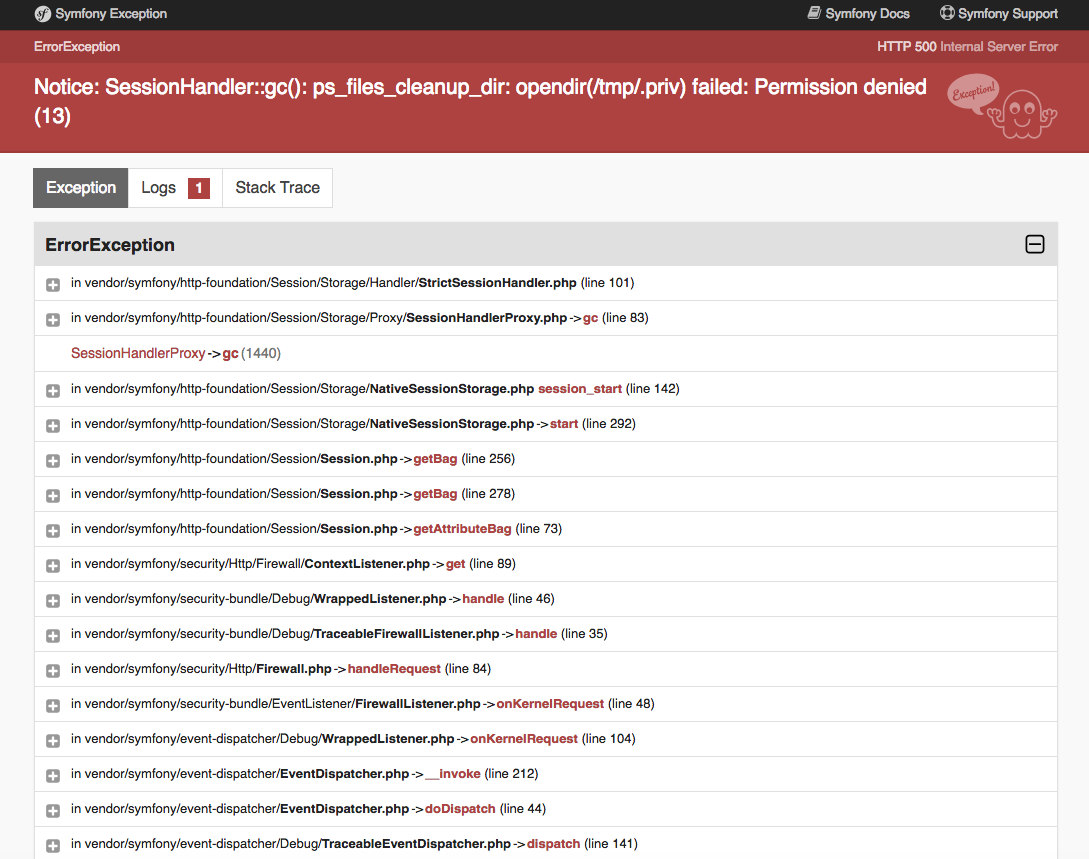 Symfony Exception
Symfony Docs
Symfony Support
ErrorException
HTTP 500 Internal Server Error
Notice: SessionHandler::gc(): ps_files_cleanup_dir: opendir(/tmp/.priv) failed: Permission denied
(13)
Exception!
Exception
Logs 1
Stack Trace
ErrorException
in vendor/symfony/http-foundation/Session/Storage/Handler/StrictSessionHandler.php (line 101)
in vendor/symfony/http-foundation/Session/Storage/Proxy/SessionHandlerProxy.php->gc (line 83)
SessionHandlerProxy->gc(1440)
in vendor/symfony/http-foundation/Session/Storage/NativeSessionStorage.php session_start (line 142)
in vendor/symfony/http-foundation/Session/Storage/NativeSessionStorage.php->start (line 292)
in vendor/symfony/http-foundation/Session/Session.php->getBag (line 256)
in vendor/symfony/http-foundation/Session/Session.php->getBag (line 278)
in vendor/symfony/http-foundation/Session/Session.php->getAttributeBag (line 73)
in vendor/symfony/security/Http/Firewall/ContextListener.php->get (line 89)
in vendor/symfony/security-bundle/Debug/WrappedListener.php->handle (line 46)
in vendor/symfony/security-bundle/Debug/TraceableFirewallListener.php->handle (line 35)
in vendor/symfony/security/Http/Firewall.php->handleRequest (line 84)
in vendor/symfony/security-bundle/EventListener/FirewallListener.php->onKernelRequest (line 48)
in vendor/symfony/event-dispatcher/Debug/WrappedListener.php->onKernelRequest (line 104)
in vendor/symfony/event-dispatcher/EventDispatcher.php->__invoke (line 212)
in vendor/symfony/event-dispatcher/EventDispatcher.php->doDispatch (line 44)
in vendor/symfony/event-dispatcher/Debug/TraceableEventDispatcher.php->dispatch (line 141)